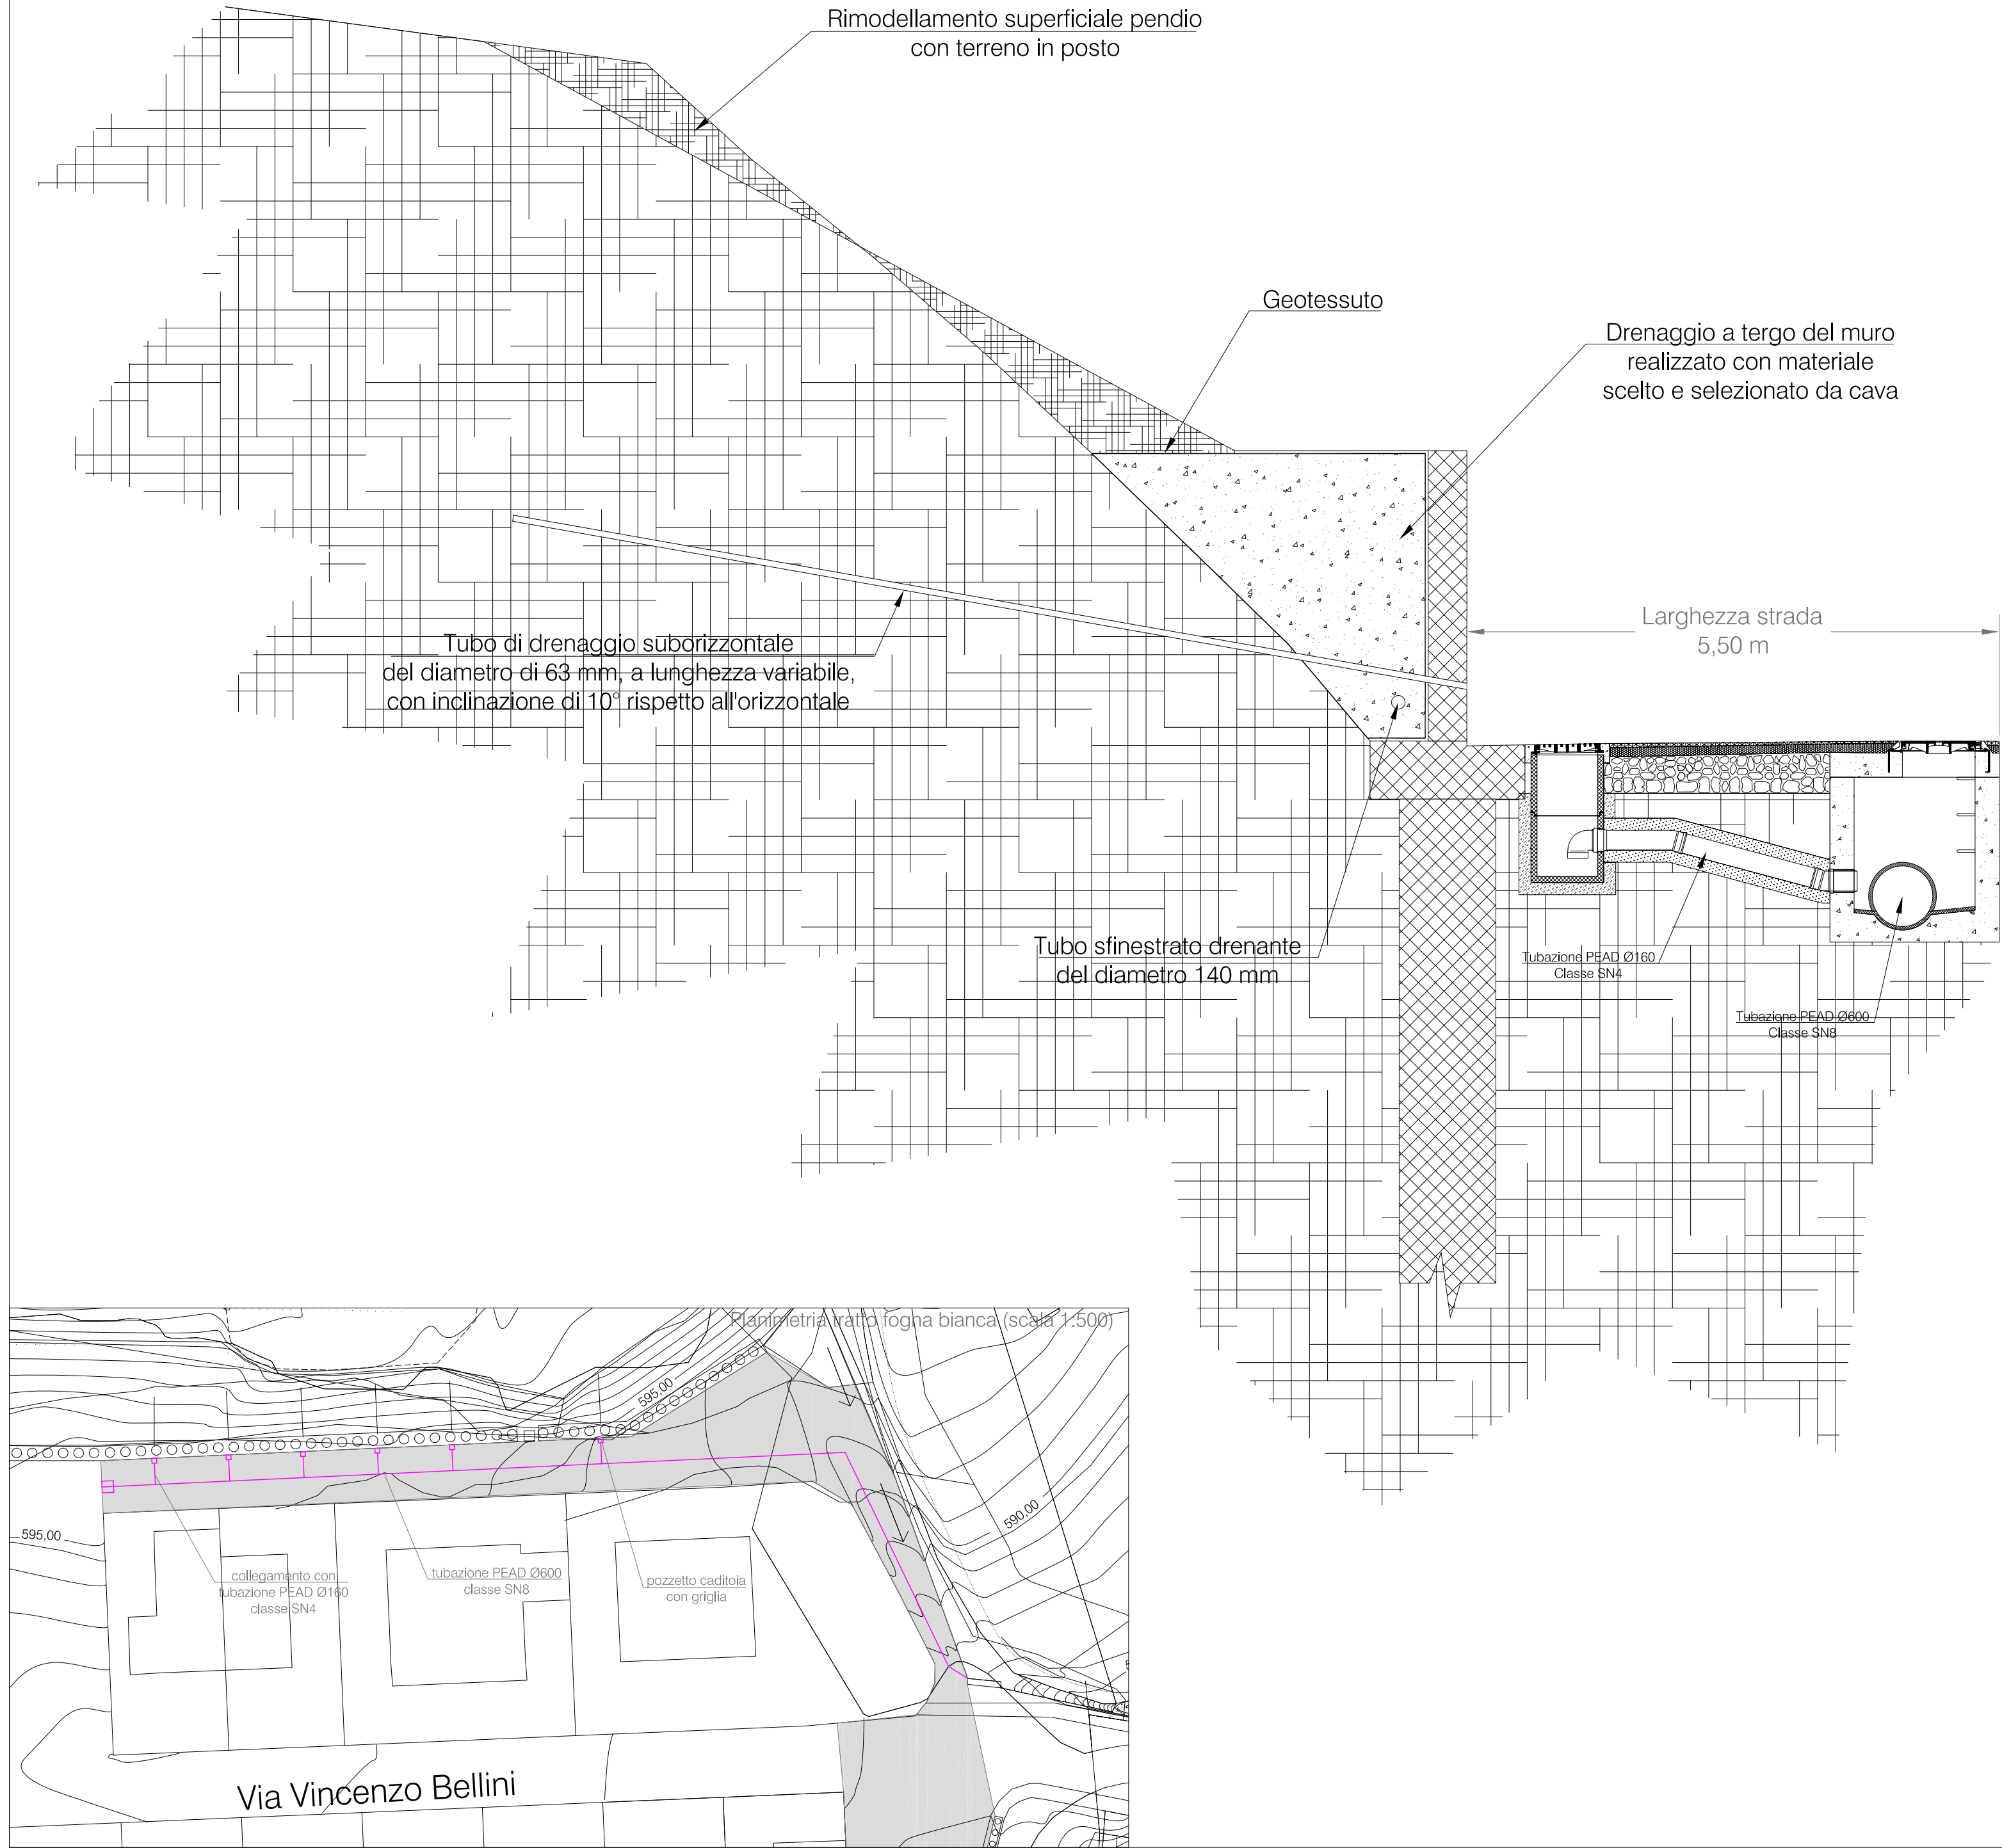 Rimodellamento superficiale pendio
con terreno in posto
Geotessuto
Drenaggio a tergo del muro
realizzato con materiale
scelto e selezionato da cava
Larghezza strada
5,50 m
Tubo di drenaggio suborizzontale
del diametro di 63 mm, a lunghezza variabile,
con inclinazione di 10° rispetto all'orizzontale
Tubo sfinestrato drenante
del diametro 140 mm
Tubazione PEAD Ø160
Classe SN4
Tubazione PEAD Ø600
Classe SN8
Planimetria tratto fogna bianca (scala 1:500)
595,00
590,00
595,00
collegamento con
tubazione PEAD Ø160
classe SN4
tubazione PEAD Ø600
classe SN8
pozzetto caditoia
con griglia
Via Vincenzo Bellini